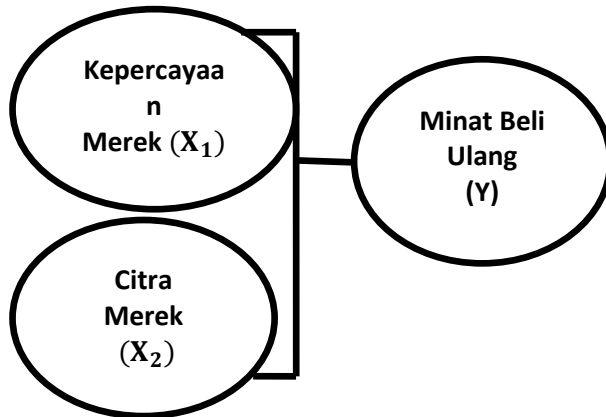 Kepercayaa
n
Merek (X₁)
Minat Beli
Ulang
(Y)
Citra
Merek
(X₂)